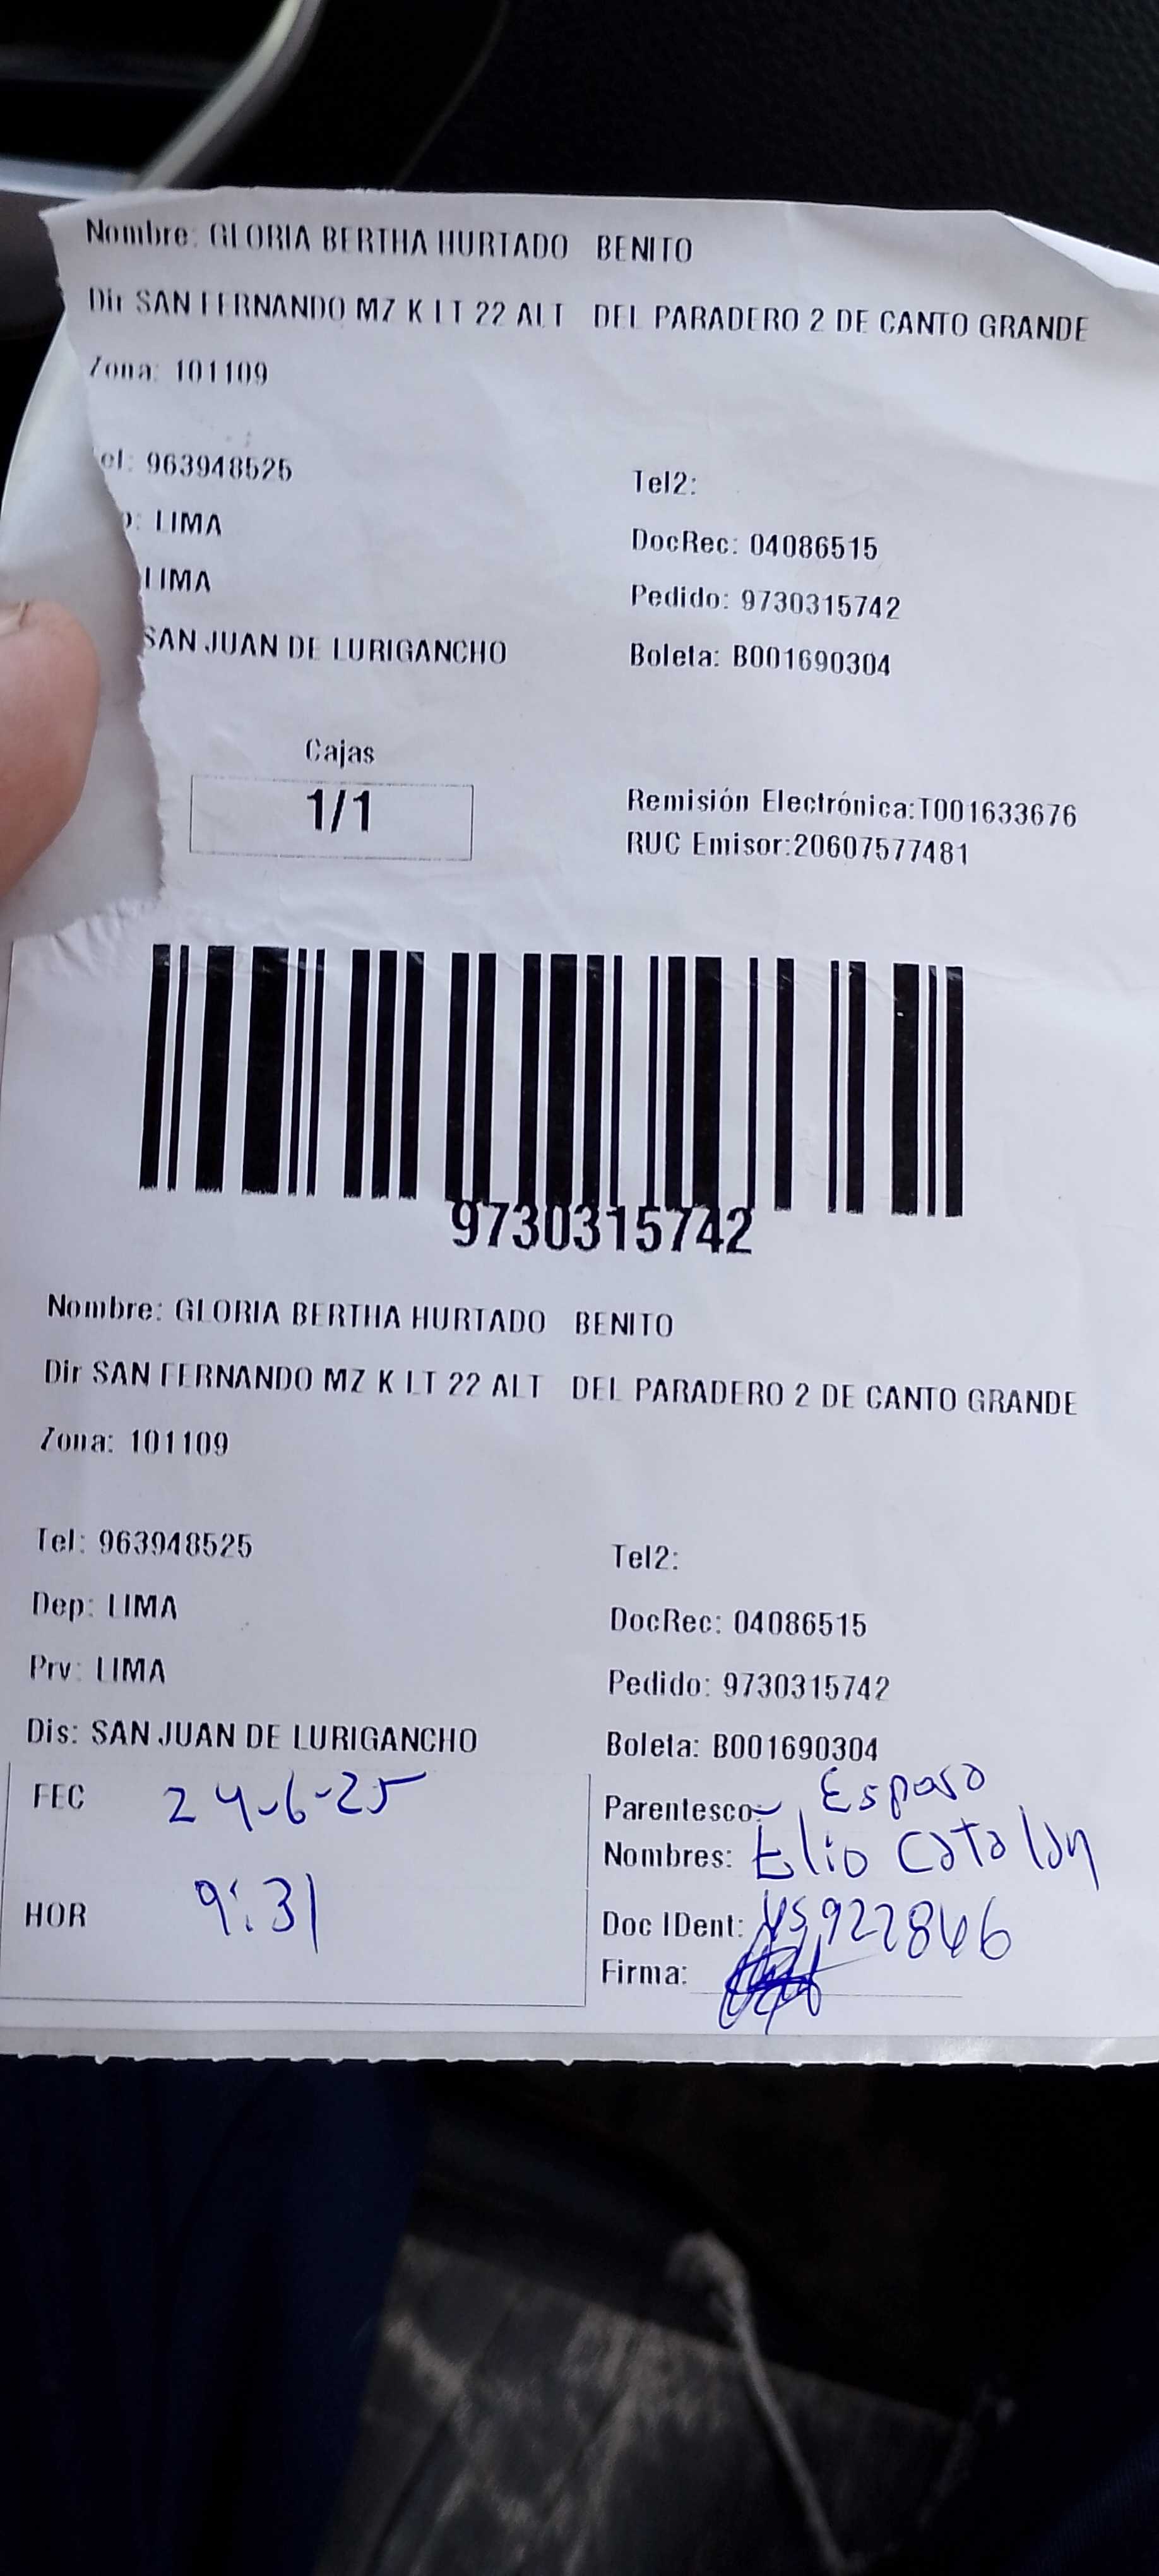 Nombre: GLORIA BERTHA HURTADO BENITO
Dir SAN FERNANDO MZ K LT 22 ALT DEL PARADERO 2 DE CANTO GRANDE
Zona: 101109
el: 963948525 Tel2:
p: LIMA DocRec: 04086515
LIMA Pedido: 9730315742
SAN JUAN DE LURIGANCHO Boleta: B001690304
Cajas
1/1
Remisión Electrónica:T001633676
RUC Emisor:20607577481
9730315742
Nombre: GLORIA BERTHA HURTADO BENITO
Dir SAN FERNANDO MZ K LT 22 ALT DEL PARADERO 2 DE CANTO GRANDE
Zona: 101109
Tel: 963948525 Tel2:
Dep: LIMA DocRec: 04086515
Prv: LIMA Pedido: 9730315742
Dis: SAN JUAN DE LURIGANCHO Boleta: B001690304
FEC 24-6-25 Parentesco: Esposo
Nombres: Elio Catalan
HOR 9:31 Doc IDent:
Firma: